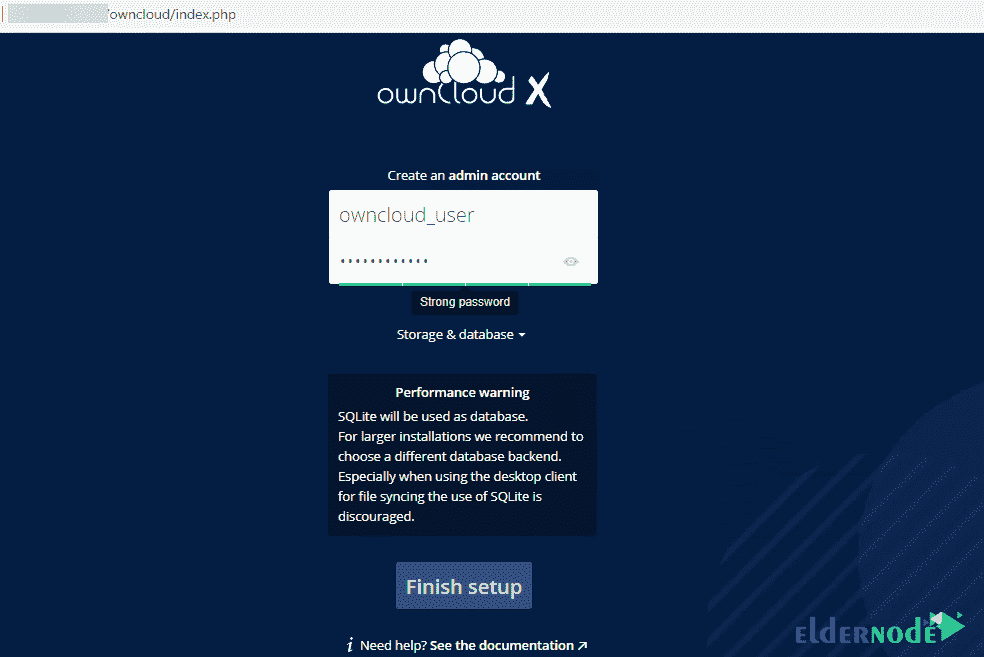 /owncloud/index.php
ownCloud X
Create an admin account
owncloud_user
••••••••••••
Strong password
Storage & database
Performance warning
SQLite will be used as database.
For larger installations we recommend to
choose a different database backend.
Especially when using the desktop client
for file syncing the use of SQLite is
discouraged.
Finish setup
i Need help? See the documentation ↗
elderNODE